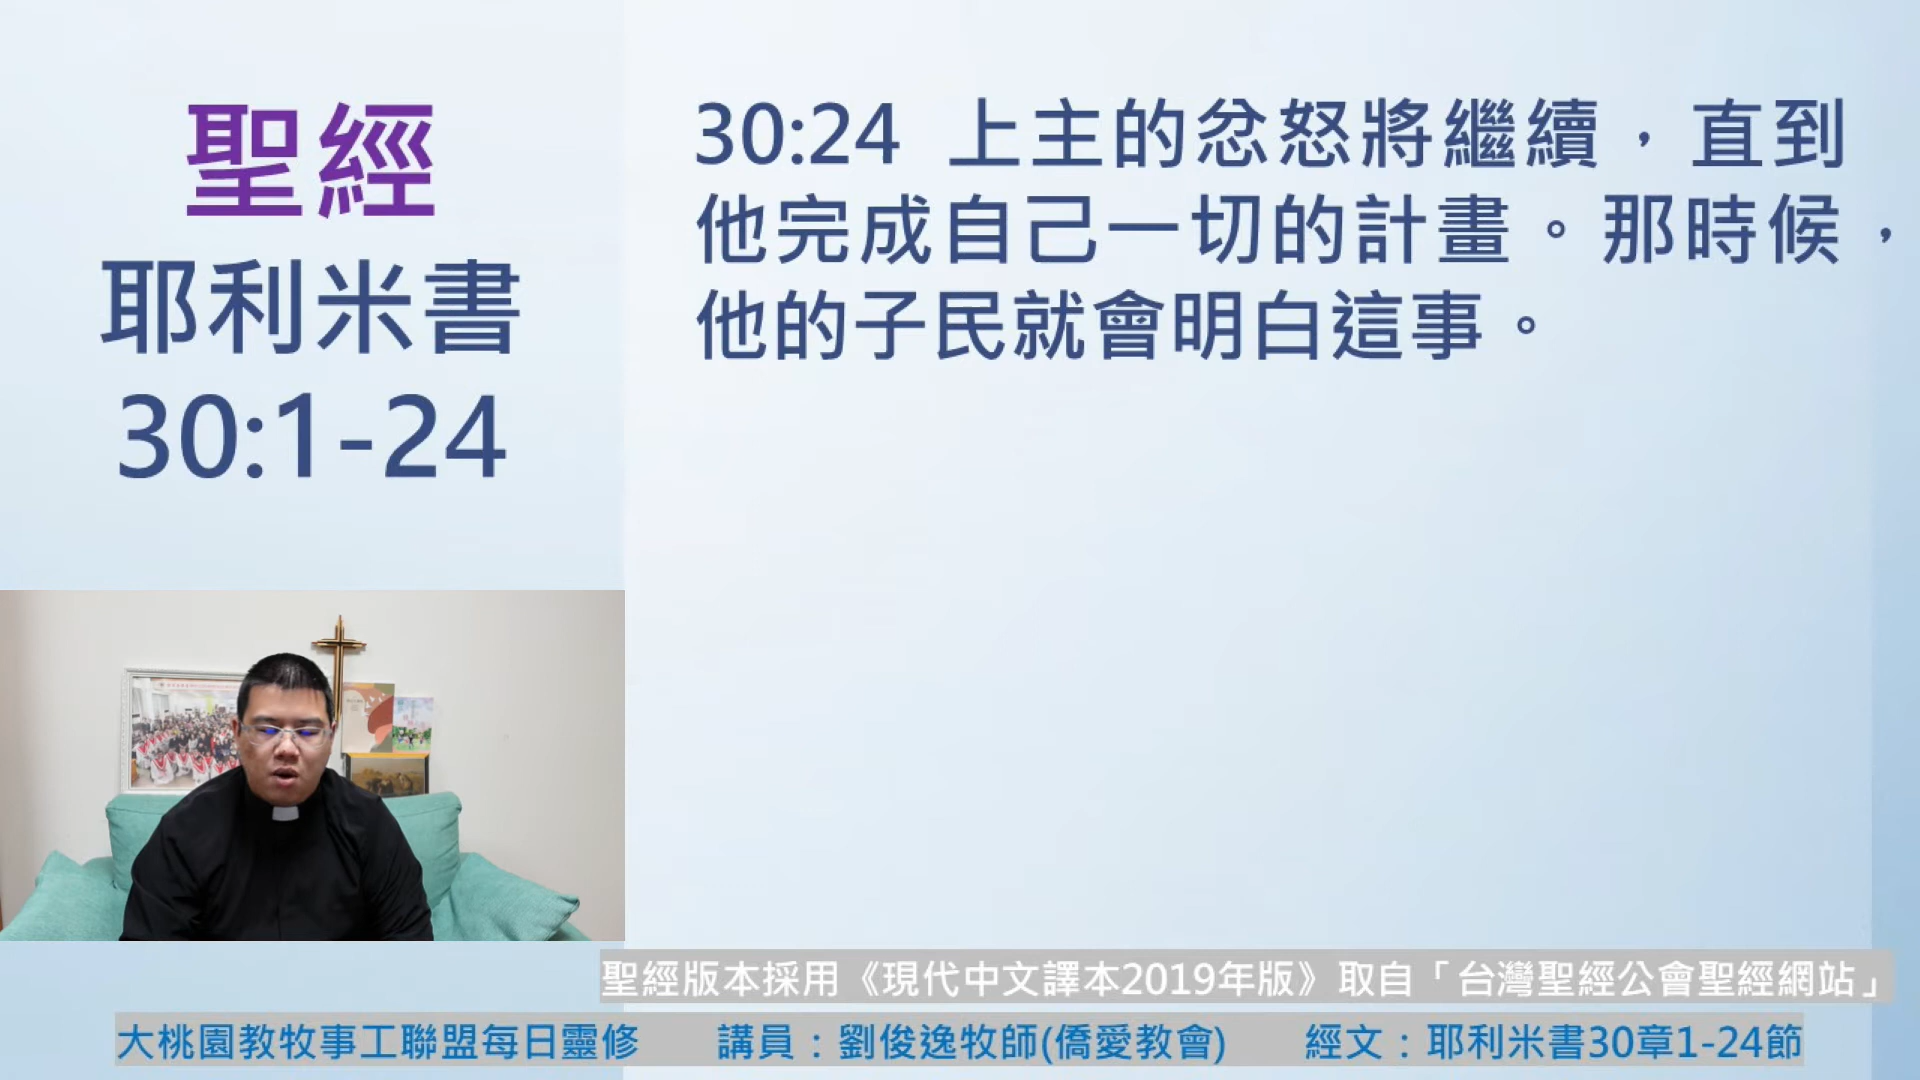 聖經
耶利米書
30:1-24
30:24 上主的忿怒將繼續，直到
他完成自己一切的計畫。那時候，
他的子民就會明白這事。
聖經版本採用《現代中文譯本2019年版》取自「台灣聖經公會聖經網站」
大桃園教牧事工聯盟每日靈修 講員：劉俊逸牧師(僑愛教會) 經文：耶利米書30章1-24節